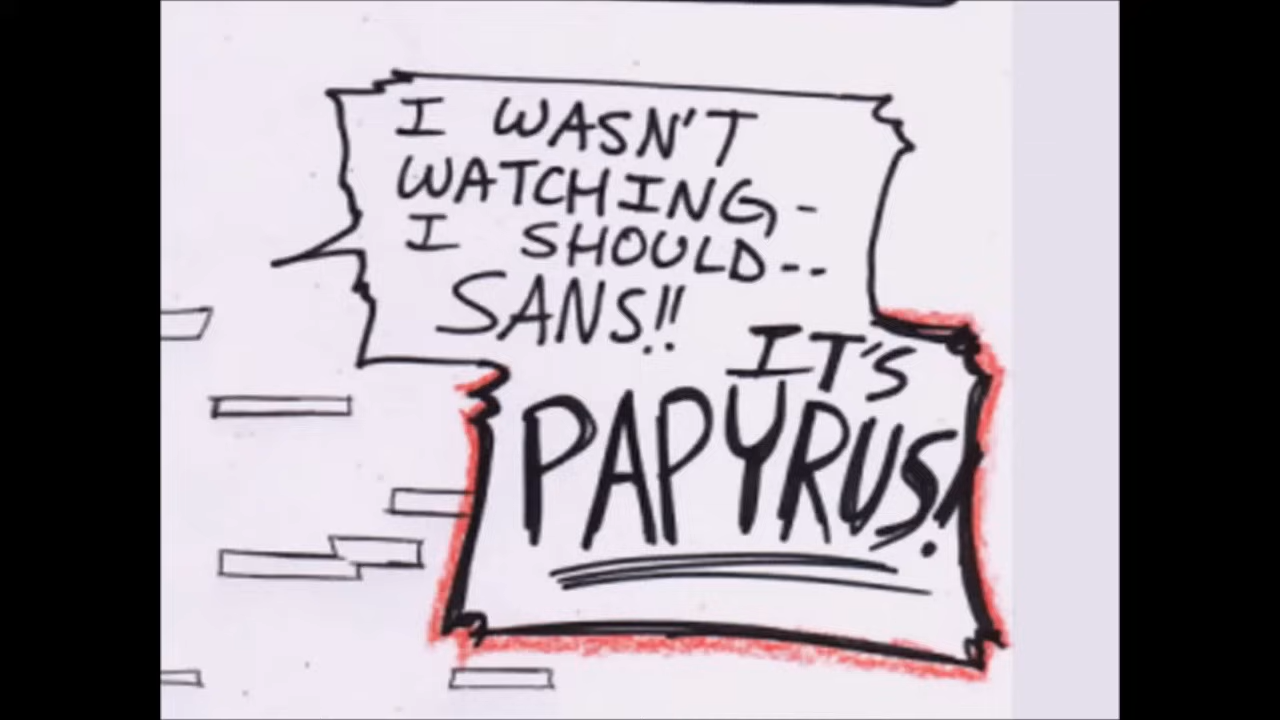 I WASN'T
WATCHING-
I SHOULD--
SANS!!
IT'S
PAPYRUS!